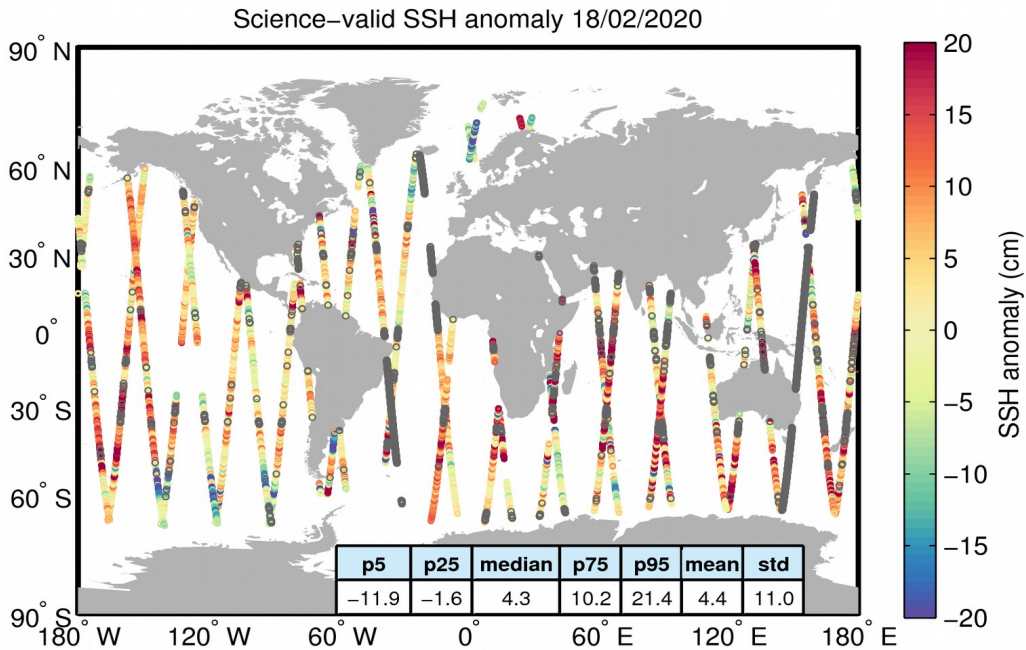 Science−valid SSH anomaly 18/02/2020
90° N
60° N
30° N
0°
30° S
60° S
90° S
180° W
120° W
60° W
0°
60° E
120° E
180° E
p5 p25 median p75 p95 mean std
−11.9 −1.6 4.3 10.2 21.4 4.4 11.0
20
15
10
5
0
−5
−10
−15
−20
SSH anomaly (cm)